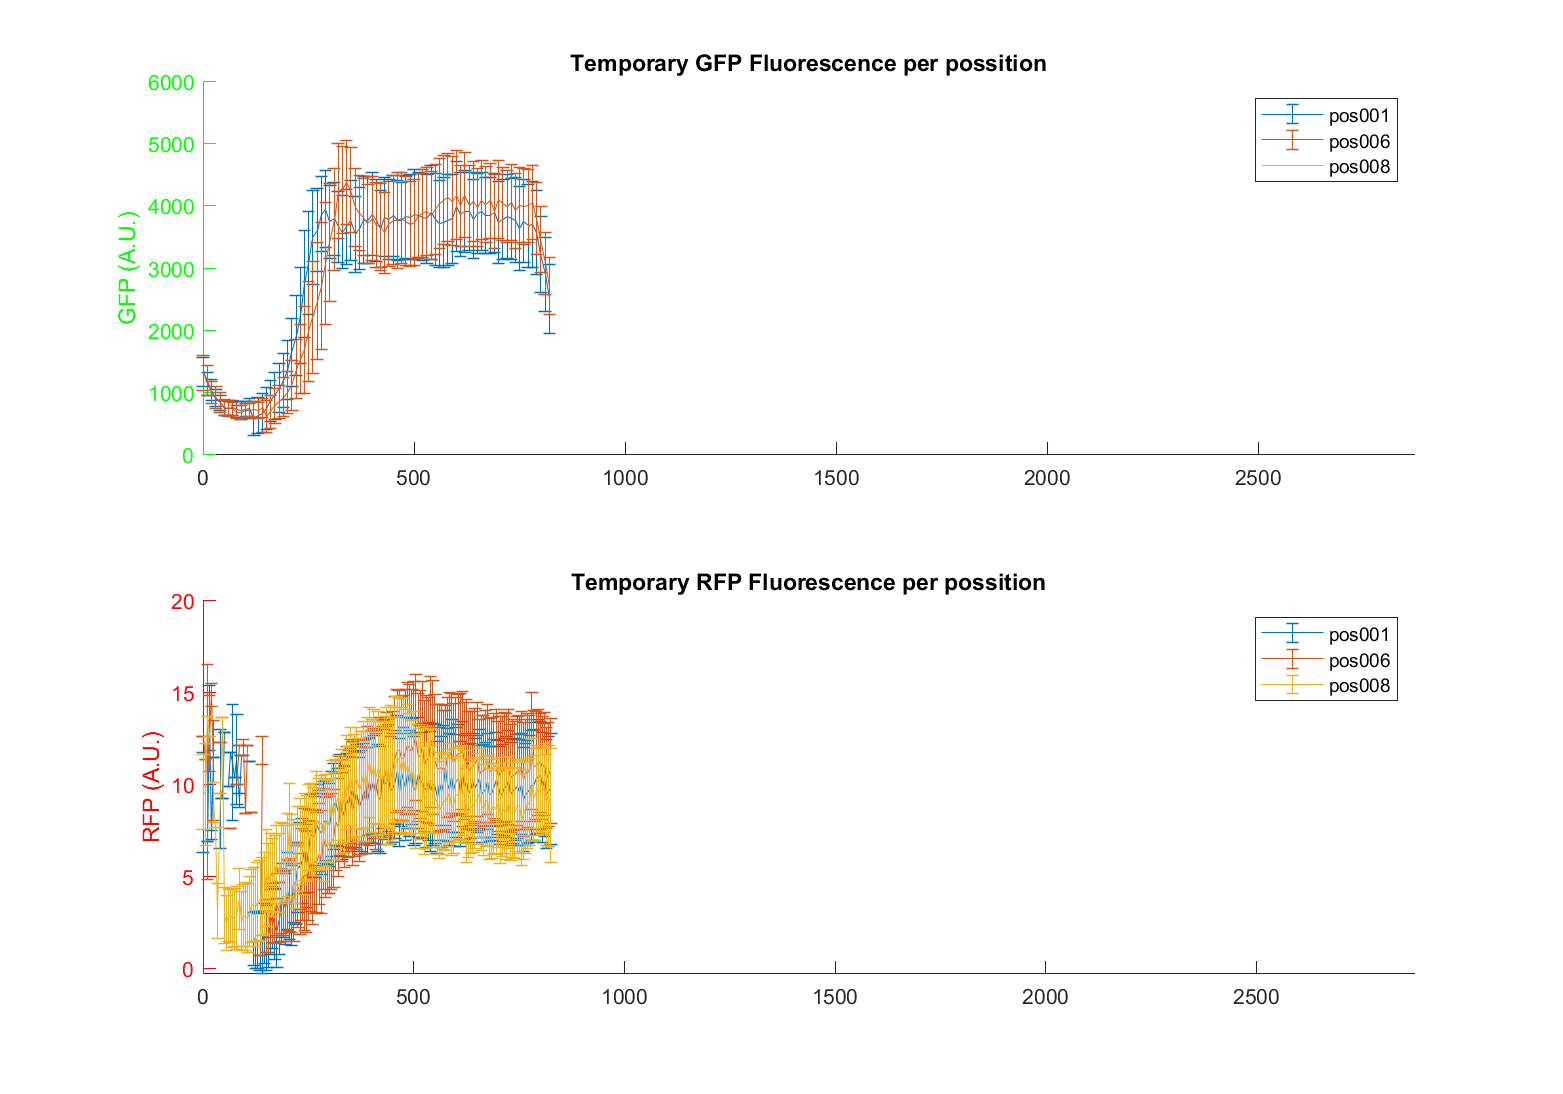 Temporary GFP Fluorescence per possition
6000
5000
4000
3000
2000
1000
0
GFP (A.U.)
0 500 1000 1500 2000 2500
pos001
pos006
pos008
Temporary RFP Fluorescence per possition
20
15
10
5
0
RFP (A.U.)
0 500 1000 1500 2000 2500
pos001
pos006
pos008